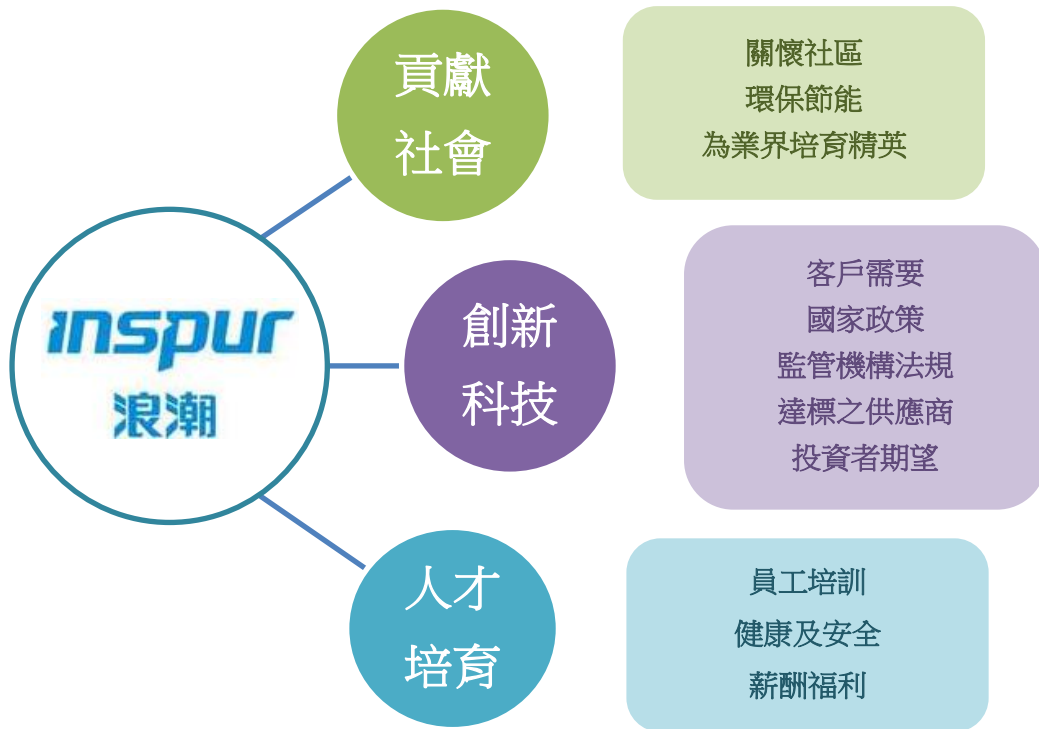 inspur
浪潮
貢獻
社會
關懷社區
環保節能
為業界培育精英
創新
科技
客戶需要
國家政策
監管機構法規
達標之供應商
投資者期望
人才
培育
員工培訓
健康及安全
薪酬福利